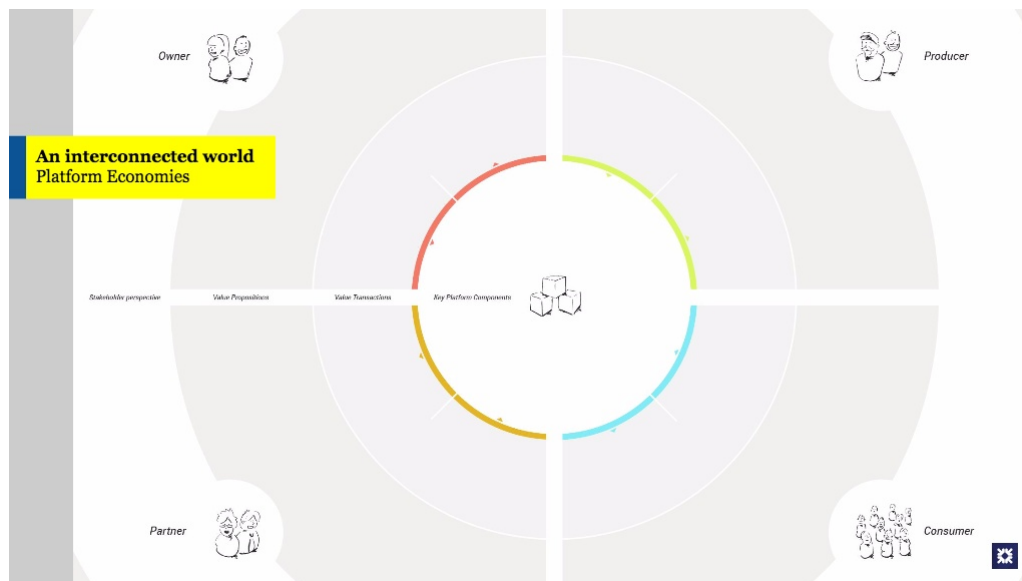 Owner
Producer
An interconnected world
Platform Economies
Stakeholder perspective
Value Propositions
Value Transactions
Key Platform Components
Partner
Consumer